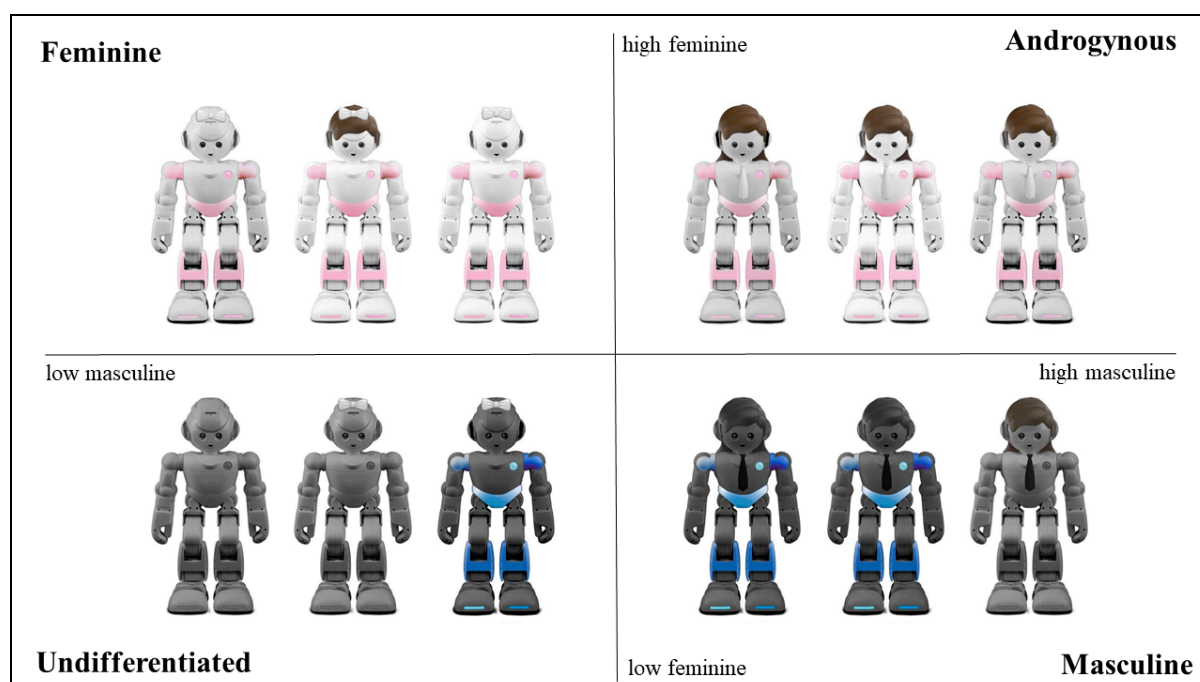 Feminine
high feminine
Androgynous
low masculine
high masculine
Undifferentiated
low feminine
Masculine